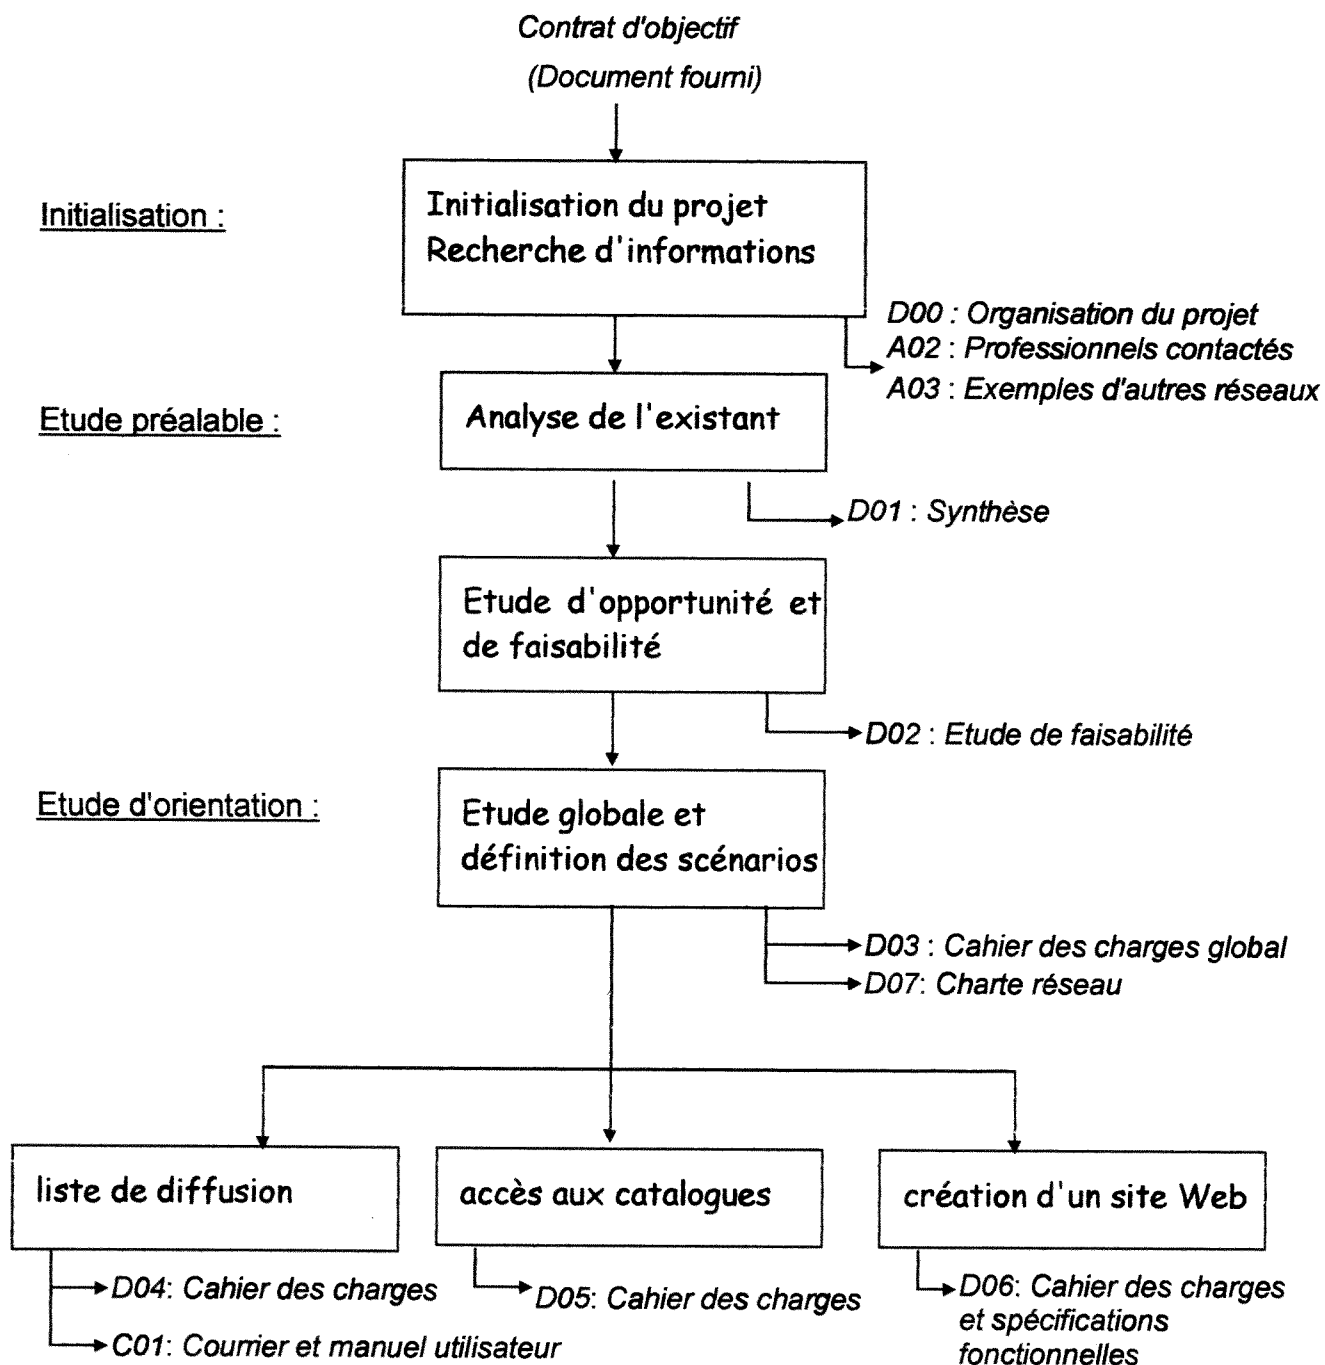 Contrat d'objectif
(Document fourni)
Initialisation :
Initialisation du projet
Recherche d'informations
D00 : Organisation du projet
A02 : Professionnels contactés
A03 : Exemples d'autres réseaux
Etude préalable :
Analyse de l'existant
D01 : Synthèse
Etude d'opportunité et
de faisabilité
D02 : Etude de faisabilité
Etude d'orientation :
Etude globale et
définition des scénarios
D03 : Cahier des charges global
D07: Charte réseau
liste de diffusion
accès aux catalogues
création d'un site Web
D04: Cahier des charges
C01: Courrier et manuel utilisateur
D05: Cahier des charges
D06: Cahier des charges
et spécifications
fonctionnelles